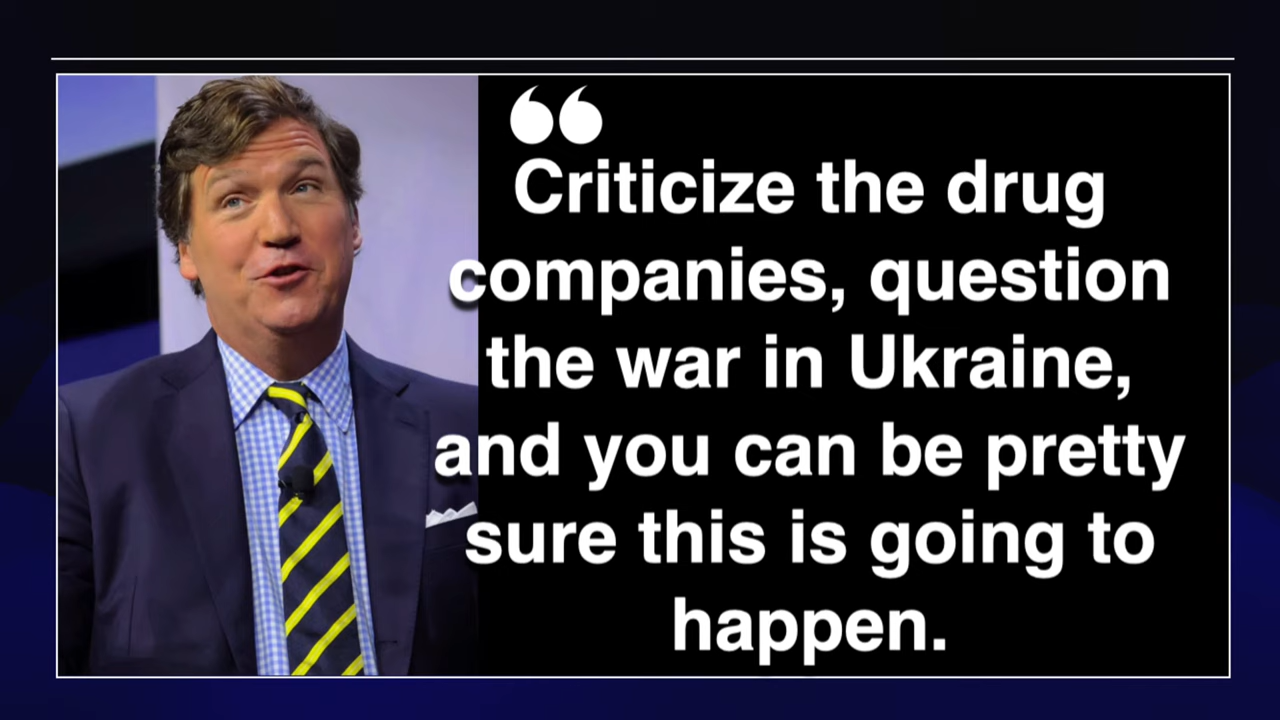 “
Criticize the drug
companies, question
the war in Ukraine,
and you can be pretty
sure this is going to
happen.